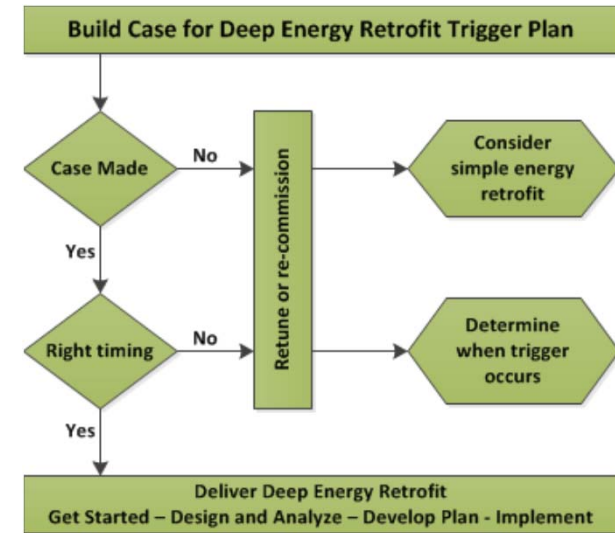 Build Case for Deep Energy Retrofit Trigger Plan
Case Made
No
Retune or re-commission
Consider
simple energy
retrofit
Yes
Right timing
No
Determine
when trigger
occurs
Yes
Deliver Deep Energy Retrofit
Get Started – Design and Analyze – Develop Plan - Implement